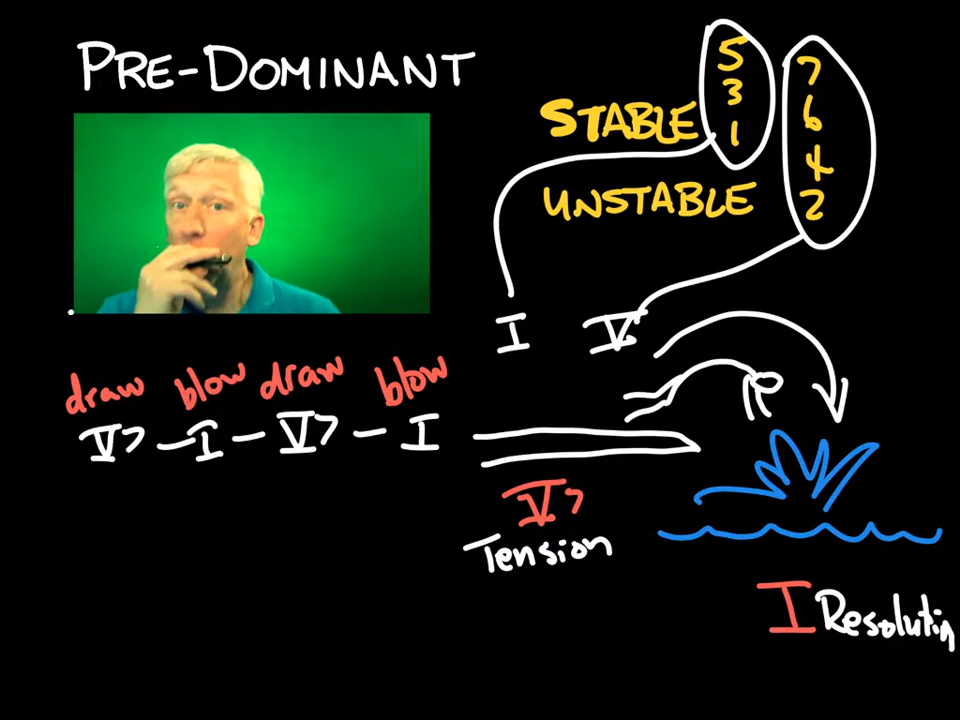 PRE-DOMINANT
STABLE
5
3
1
UNSTABLE
7
6
4
2
I V
draw blow draw blow
V7 - I - V7 - I
V7
Tension
I Resolutin